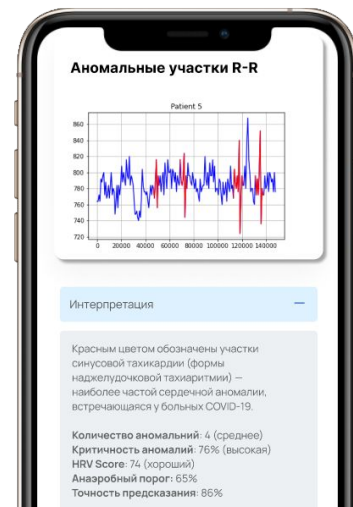 Аномальные участки R-R
Patient 5
860
840
820
800
780
760
740
720
0 20000 40000 60000 80000 100000 120000 140000
Интерпретация
Красным цветом обозначены участки
синусовой тахикардии (формы
наджелудочковой тахиаритмии) —
наиболее частой сердечной аномалии,
встречающаяся у больных COVID-19.
Количество аномальний: 4 (среднее)
Критичность аномалий: 76% (высокая)
HRV Score: 74 (хороший)
Анаэробный порог: 65%
Точность предсказания: 86%